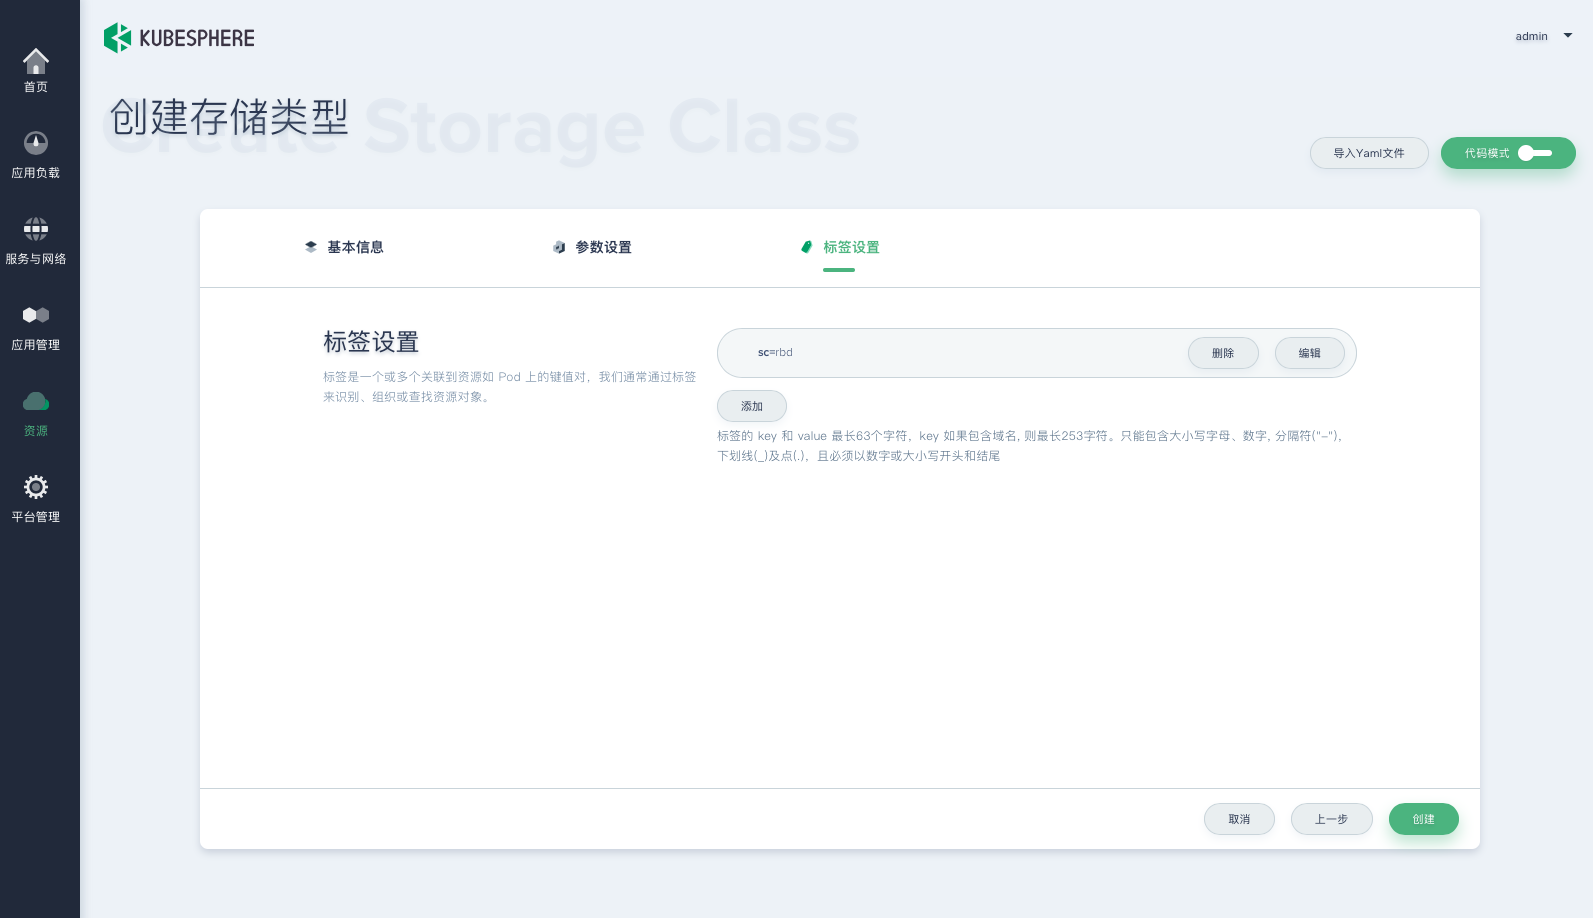 KUBESPHERE
admin
首页
应用负载
服务与网络
应用管理
资源
平台管理
Create Storage Class
创建存储类型
导入Yaml文件
代码模式
基本信息
参数设置
标签设置
标签设置
标签是一个或多个关联到资源如 Pod 上的键值对，我们通常通过标签
来识别、组织或查找资源对象。
sc=rbd
删除
编辑
添加
标签的 key 和 value 最长63个字符，key 如果包含域名, 则最长253字符。只能包含大小写字母、数字, 分隔符("-"),
下划线(_)及点(.)，且必须以数字或大小写开头和结尾
取消
上一步
创建